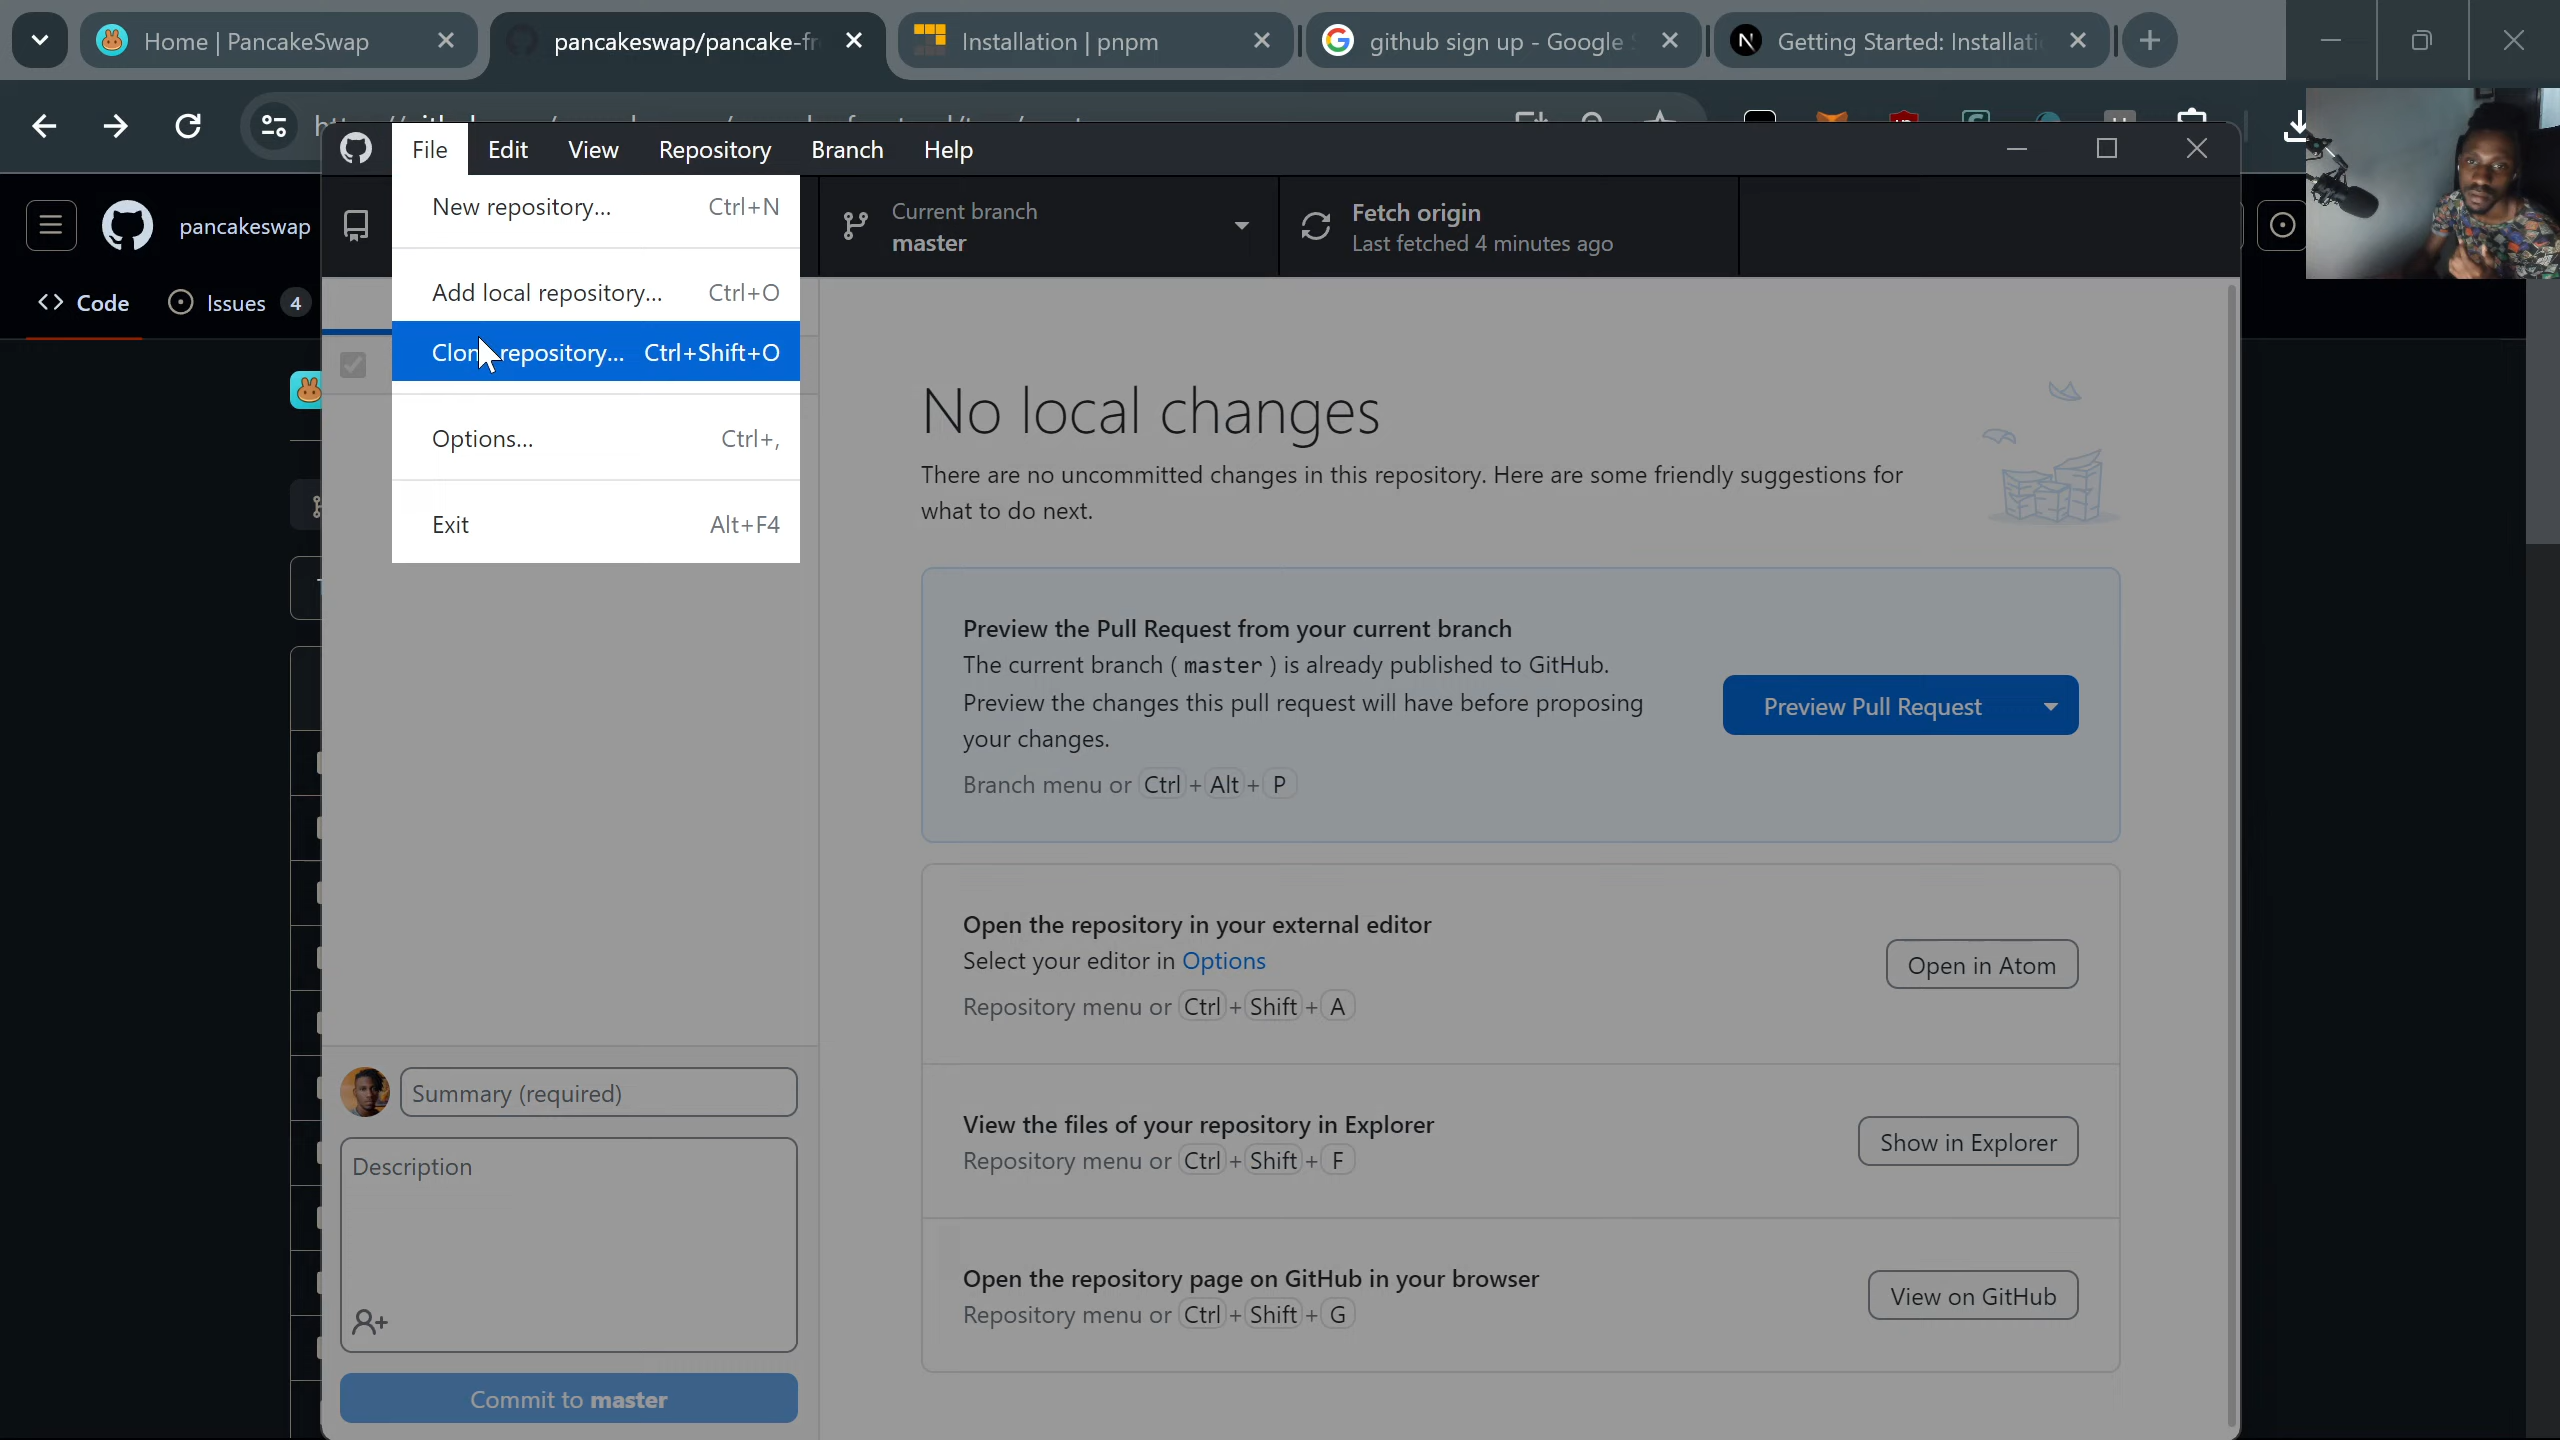 Home | PancakeSwap
pancakeswap/pancake-fr
Installation | pnpm
github sign up - Google S
Getting Started: Installati
File
Edit
View
Repository
Branch
Help
pancakeswap
Code
Issues
4
New repository...
Ctrl+N
Add local repository...
Ctrl+O
repository...
Ctrl+Shift+O
Options...
Ctrl+,
Exit
Alt+F4
Current branch
master
Fetch origin
Last fetched 4 minutes ago
No local changes
There are no uncommitted changes in this repository. Here are some friendly suggestions for
what to do next.
Preview the Pull Request from your current branch
The current branch ( master ) is already published to GitHub.
Preview the changes this pull request will have before proposing
your changes.
Branch menu or Ctrl + Alt + P
Preview Pull Request
Open the repository in your external editor
Select your editor in Options
Repository menu or Ctrl + Shift + A
Open in Atom
View the files of your repository in Explorer
Repository menu or Ctrl + Shift + F
Show in Explorer
Open the repository page on GitHub in your browser
Repository menu or Ctrl + Shift + G
View on GitHub
Summary (required)
Description
Commit to master